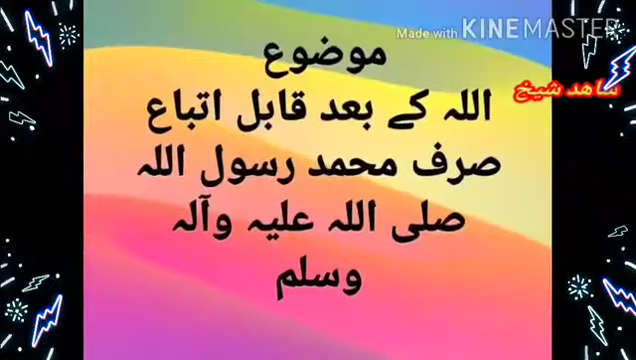 Made with KINEMASTER
موضوع
شاھد شیخ
اللہ کے بعد قابل اتباع
صرف محمد رسول اللہ
صلی اللہ علیہ وآلہ
وسلم